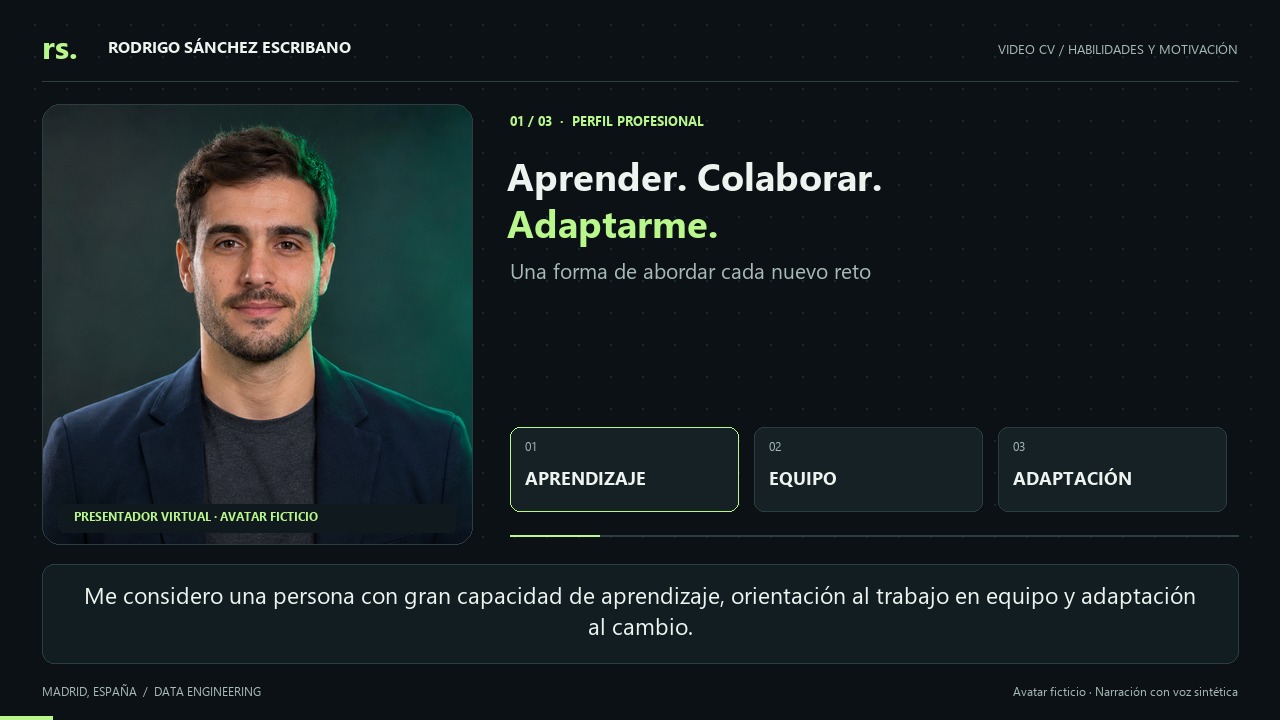 rs.
RODRIGO SÁNCHEZ ESCRIBANO
VIDEO CV / HABILIDADES Y MOTIVACIÓN
01 / 03 · PERFIL PROFESIONAL
Aprender. Colaborar.
Adaptarme.
Una forma de abordar cada nuevo reto
01
APRENDIZAJE
02
EQUIPO
03
ADAPTACIÓN
PRESENTADOR VIRTUAL · AVATAR FICTICIO
Me considero una persona con gran capacidad de aprendizaje, orientación al trabajo en equipo y adaptación
al cambio.
MADRID, ESPAÑA / DATA ENGINEERING
Avatar ficticio · Narración con voz sintética